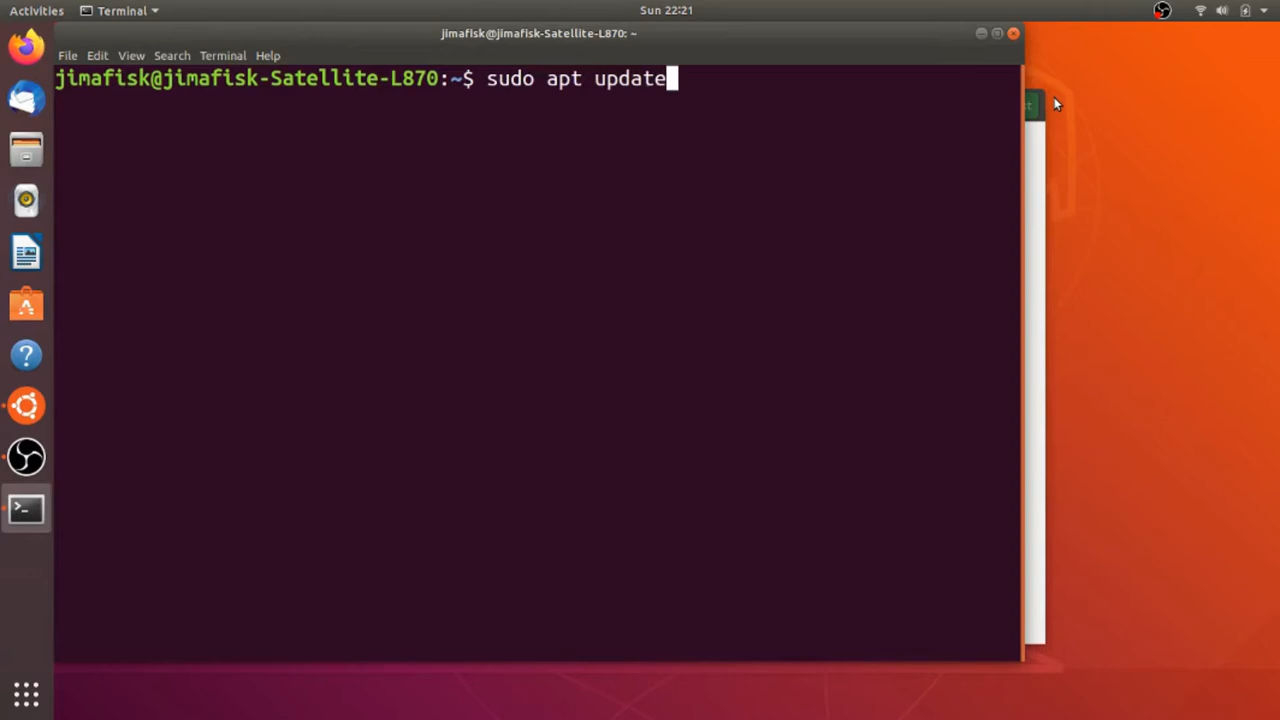 Activities Terminal Sun 22:21
jimafisk@jimafisk-Satellite-L870: ~
File Edit View Search Terminal Help
jimafisk@jimafisk-Satellite-L870:~$ sudo apt update